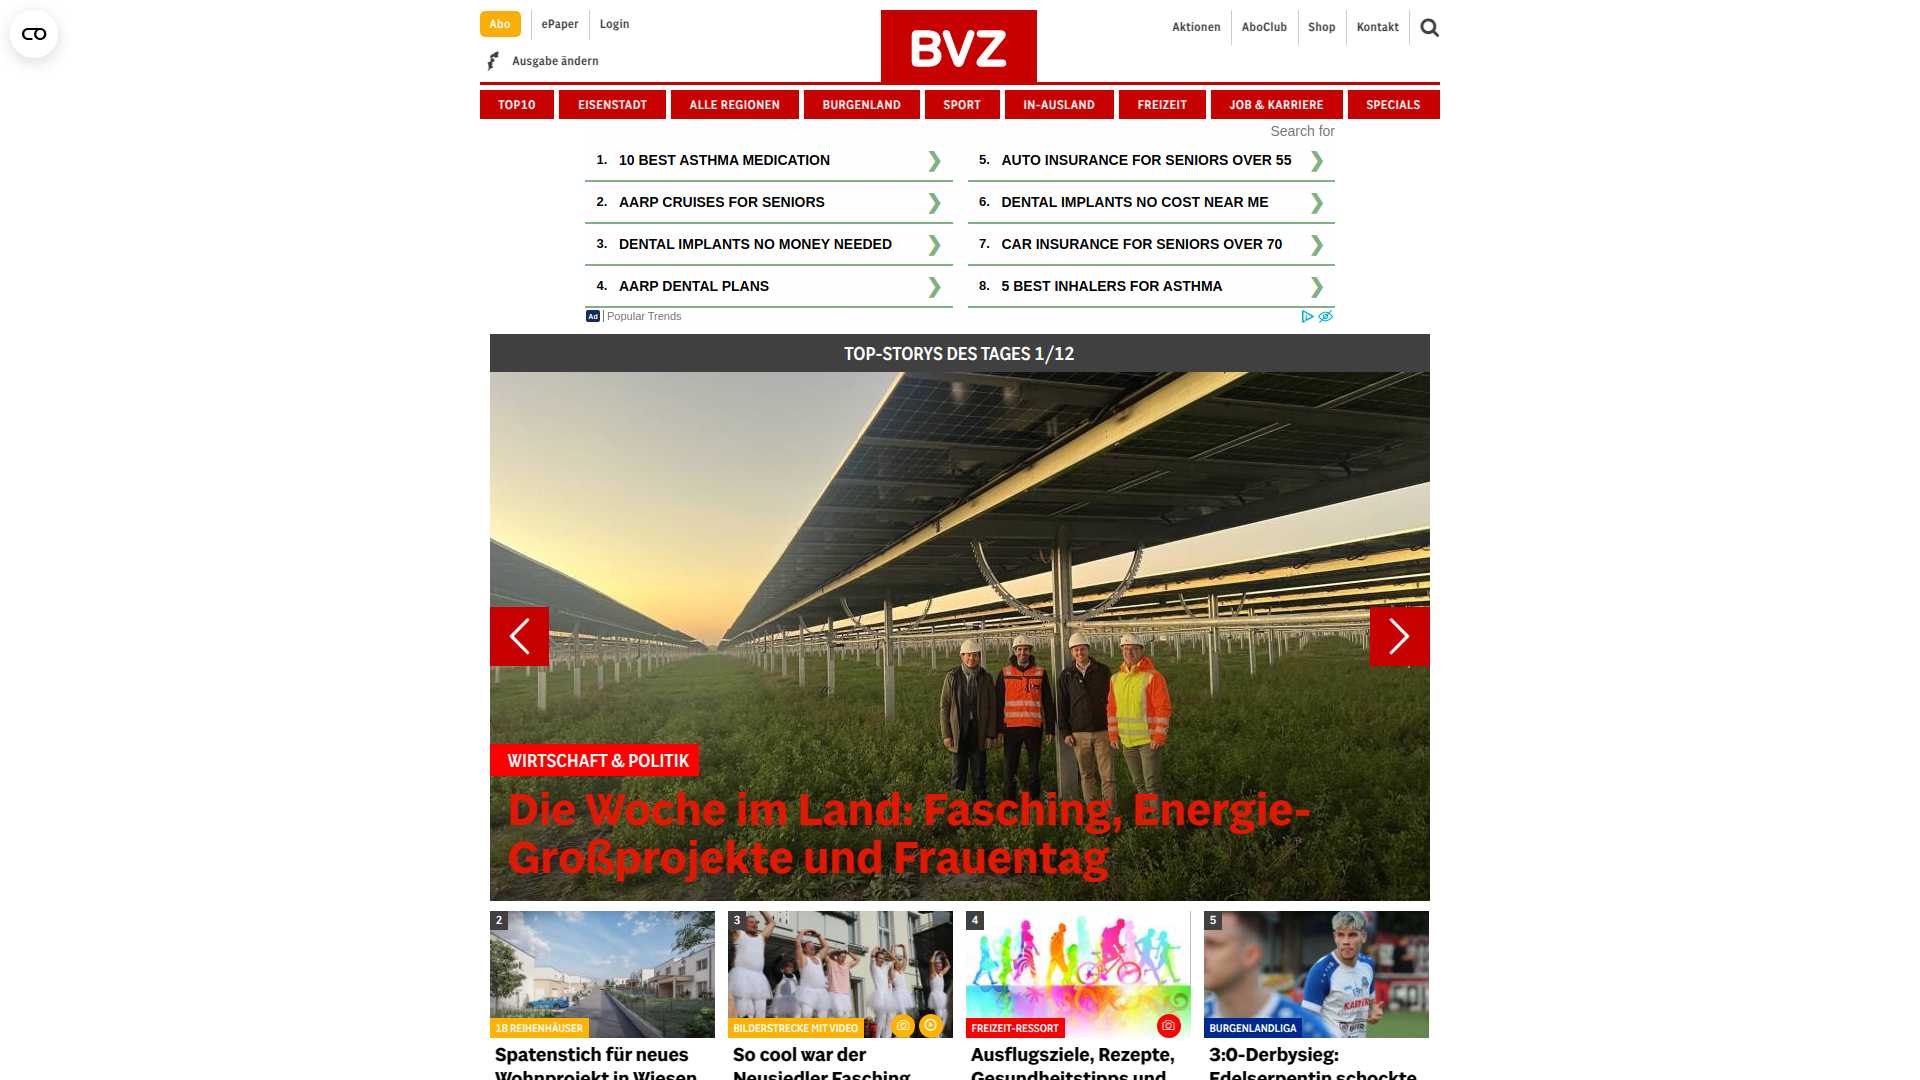 Abo
ePaper
Login
Ausgabe ändern
BVZ
Aktionen
AboClub
Shop
Kontakt
TOP10
EISENSTADT
ALLE REGIONEN
BURGENLAND
SPORT
IN-AUSLAND
FREIZEIT
JOB & KARRIERE
SPECIALS
Search for
1. 10 BEST ASTHMA MEDICATION
2. AARP CRUISES FOR SENIORS
3. DENTAL IMPLANTS NO MONEY NEEDED
4. AARP DENTAL PLANS
5. AUTO INSURANCE FOR SENIORS OVER 55
6. DENTAL IMPLANTS NO COST NEAR ME
7. CAR INSURANCE FOR SENIORS OVER 70
8. 5 BEST INHALERS FOR ASTHMA
Ad
Popular Trends
TOP-STORYS DES TAGES 1/12
WIRTSCHAFT & POLITIK
Die Woche im Land: Fasching, Energie-
Großprojekte und Frauentag
2
18 REIHENHÄUSER
Spatenstich für neues
Wohnprojekt in Wiesen
3
BILDERSTRECKE MIT VIDEO
So cool war der
Neusiedler Fasching
4
FREIZEIT-RESSORT
Ausflugsziele, Rezepte,
Gesundheitstipps und
5
BURGENLANDLIGA
3:0-Derbysieg:
Edelserpentin schockte